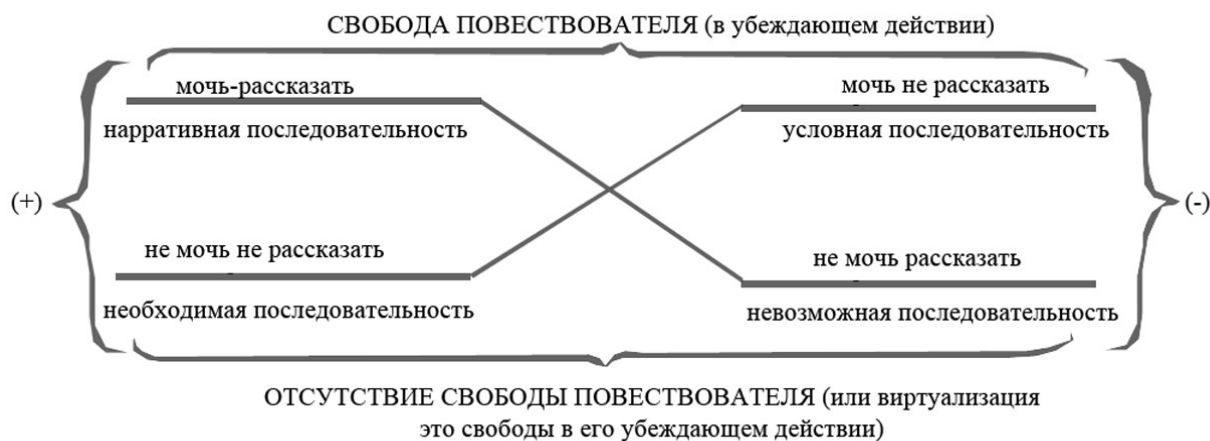 СВОБОДА ПОВЕСТВОВАТЕЛЯ (в убеждающем действии)
мочь-рассказать
мочь не рассказать
нарративная последовательность
условная последовательность
(+)
(-)
не мочь не рассказать
не мочь рассказать
необходимая последовательность
невозможная последовательность
ОТСУТСТВИЕ СВОБОДЫ ПОВЕСТВОВАТЕЛЯ (или виртуализация
это свободы в его убеждающем действии)